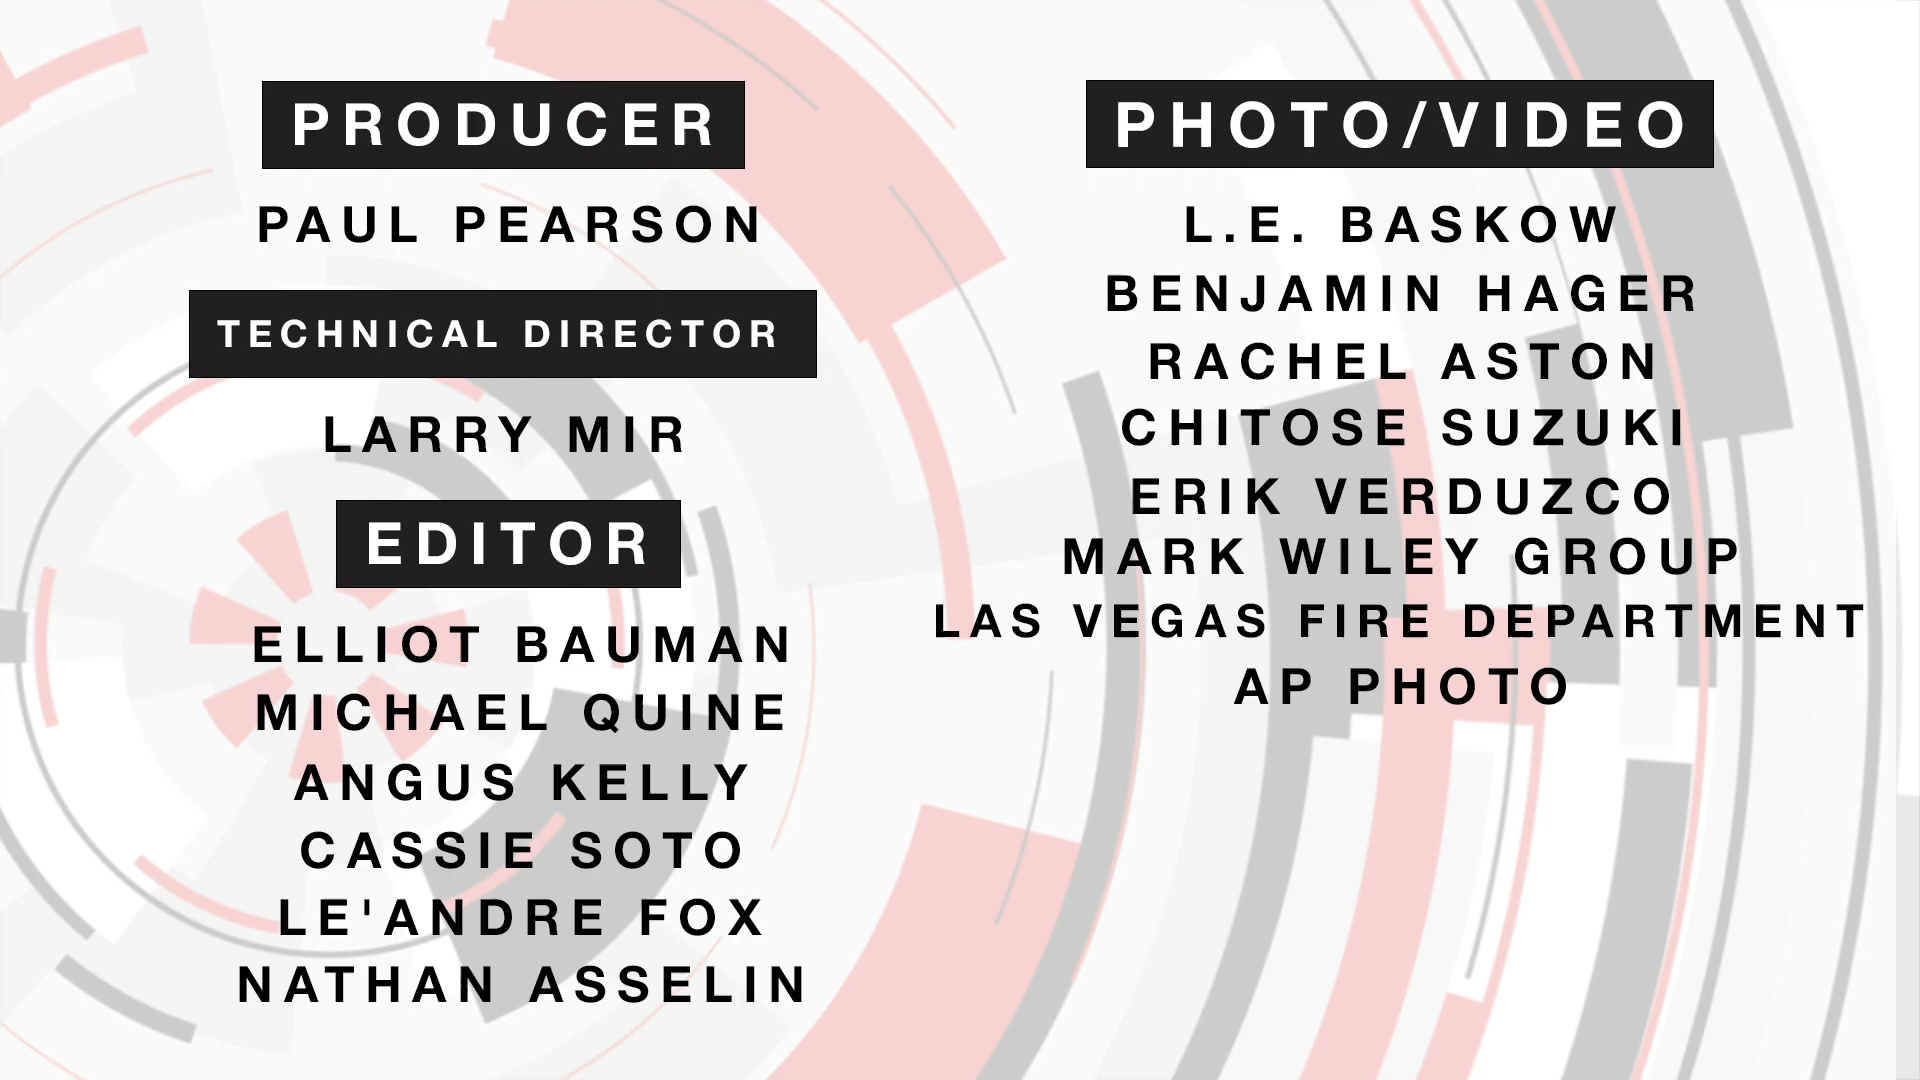 PRODUCER
PAUL PEARSON
TECHNICAL DIRECTOR
LARRY MIR
EDITOR
ELLIOT BAUMAN
MICHAEL QUINE
ANGUS KELLY
CASSIE SOTO
LE'ANDRE FOX
NATHAN ASSELIN
PHOTO/VIDEO
L.E. BASKOW
BENJAMIN HAGER
RACHEL ASTON
CHITOSE SUZUKI
ERIK VERDUZCO
MARK WILEY GROUP
LAS VEGAS FIRE DEPARTMENT
AP PHOTO